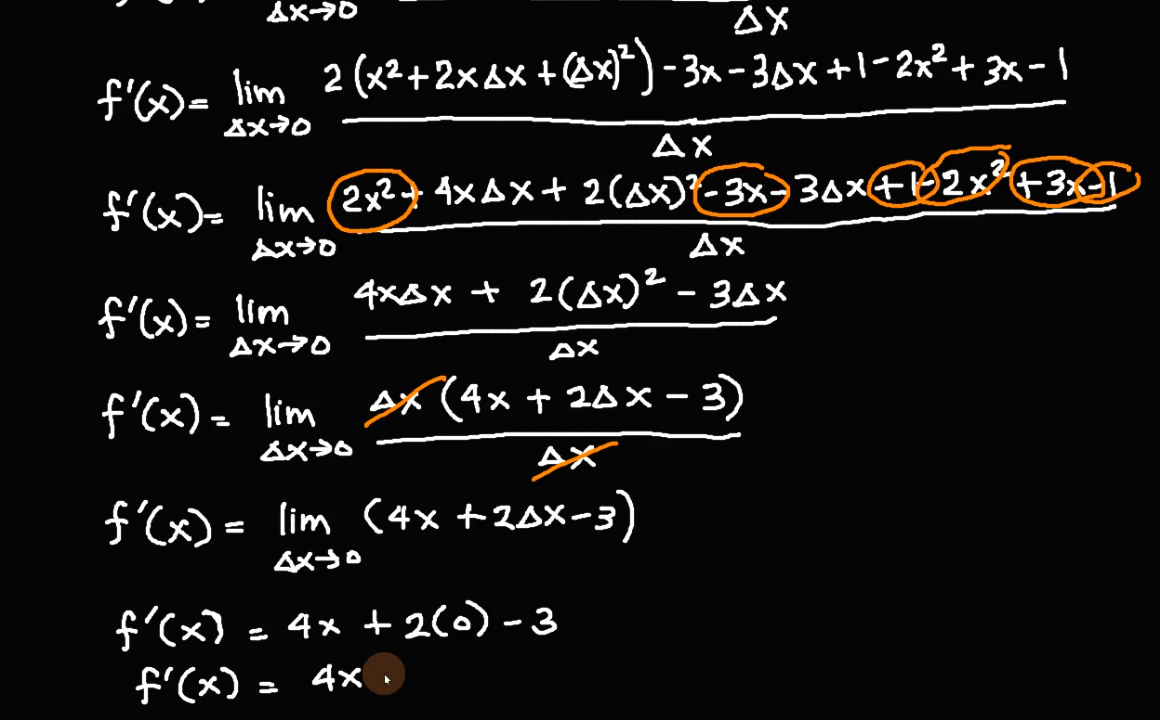 Δx→0 Δx
f'(x) = lim Δx→0 2(x²+2xΔx+(Δx)²)-3x-3Δx+1-2x²+3x-1 / Δx
f'(x) = lim Δx→0 2x²+4xΔx+2(Δx)²-3x-3Δx+1-2x²+3x-1 / Δx
f'(x) = lim Δx→0 4xΔx + 2(Δx)² - 3Δx / Δx
f'(x) = lim Δx→0 Δx(4x + 2Δx - 3) / Δx
f'(x) = lim Δx→0 (4x+2Δx-3)
f'(x) = 4x + 2(0) - 3
f'(x) = 4x